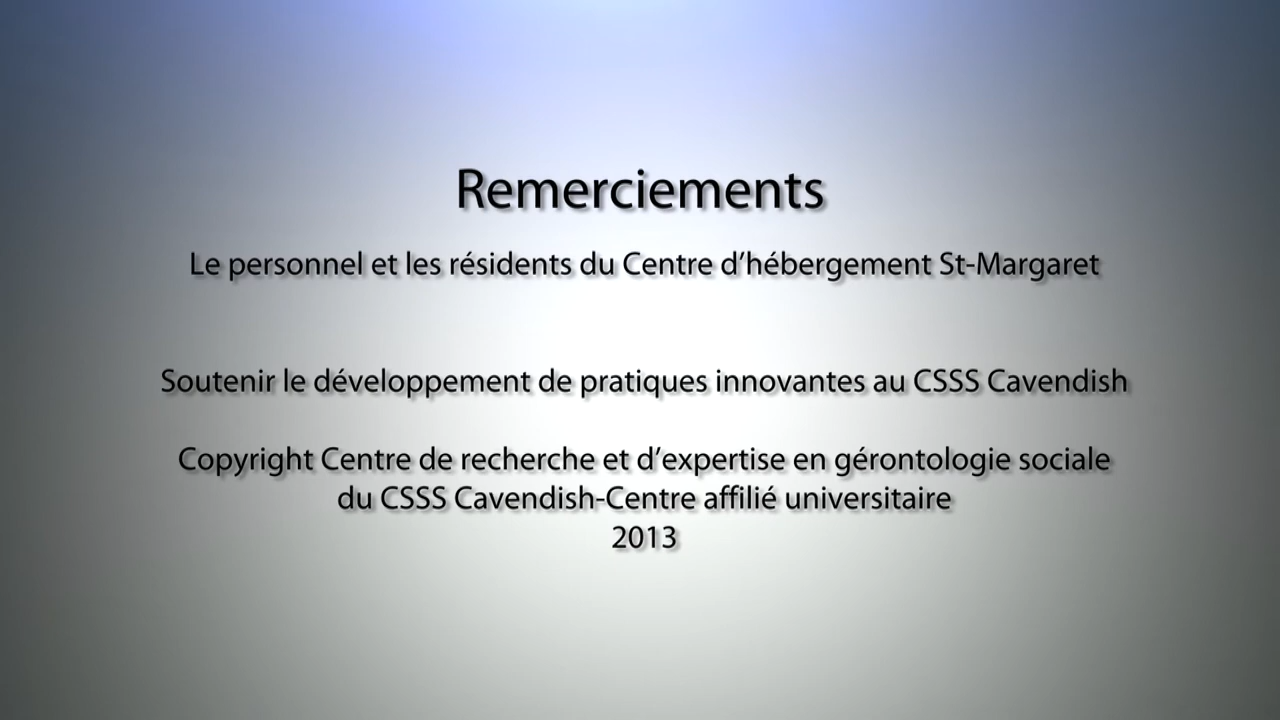 Remerciements
Le personnel et les résidents du Centre d’hébergement St-Margaret
Soutenir le développement de pratiques innovantes au CSSS Cavendish
Copyright Centre de recherche et d’expertise en gérontologie sociale
du CSSS Cavendish-Centre affilié universitaire
2013